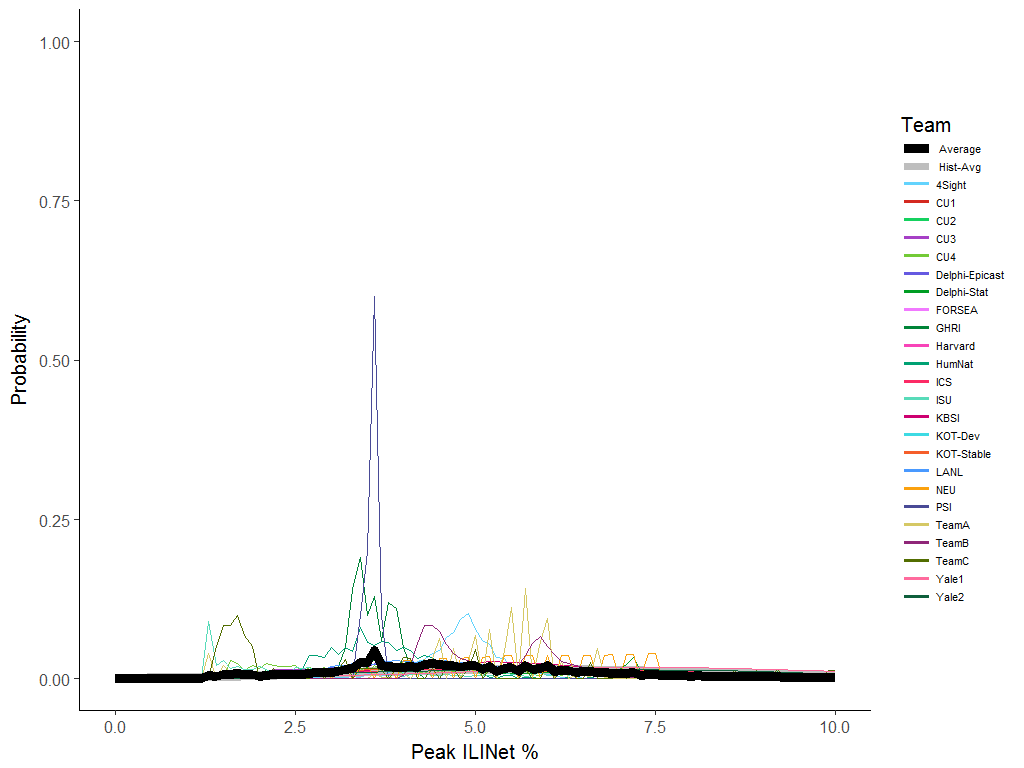 1.00
0.75
0.50
0.25
0.00
Probability
0.0 2.5 5.0 7.5 10.0
Peak ILINet %
Team
Average
Hist-Avg
4Sight
CU1
CU2
CU3
CU4
Delphi-Epicast
Delphi-Stat
FORSEA
GHRI
Harvard
HumNat
ICS
ISU
KBSI
KOT-Dev
KOT-Stable
LANL
NEU
PSI
TeamA
TeamB
TeamC
Yale1
Yale2